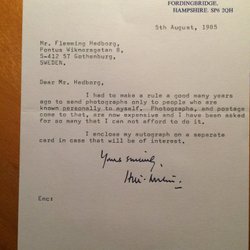 FORDINGBRIDGE,
HAMPSHIRE SP6 2QH
5th August, 1985
Mr. Flemming Hedborg,
Pontus Wiknersgatan 8,
S-412 57 Gothenburg,
SWEDEN.
Dear Mr. Hedborg,
I had to make a rule a good many years
ago to send photographs only to people who are
known personally to myself. Photographs, and postage
come to that, are now expensive and I have been asked
for so many that I can not afford to do it.
I enclose my autograph on a separate
card in case that will be of interest.
Yours sincerely,
Enc: